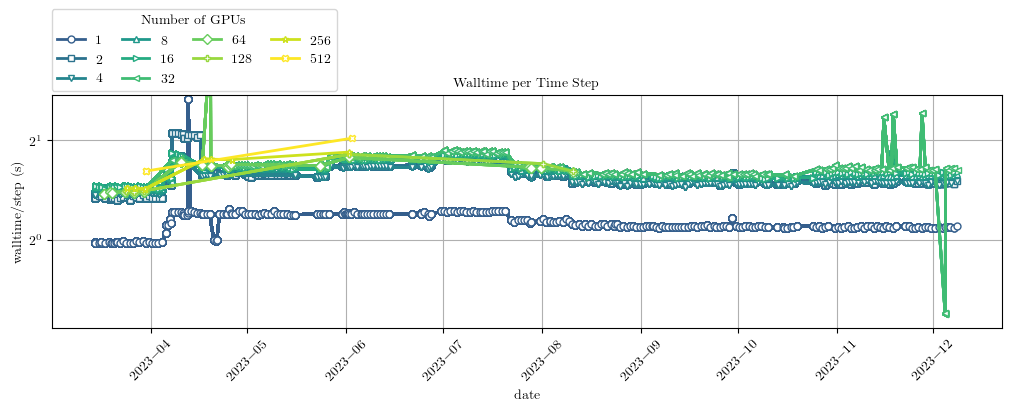 Number of GPUs
1 8 64 256
2 16 128 512
4 32
Walltime per Time Step
walltime/step (s)
2^1
2^0
2023−04 2023−05 2023−06 2023−07 2023−08 2023−09 2023−10 2023−11 2023−12
date